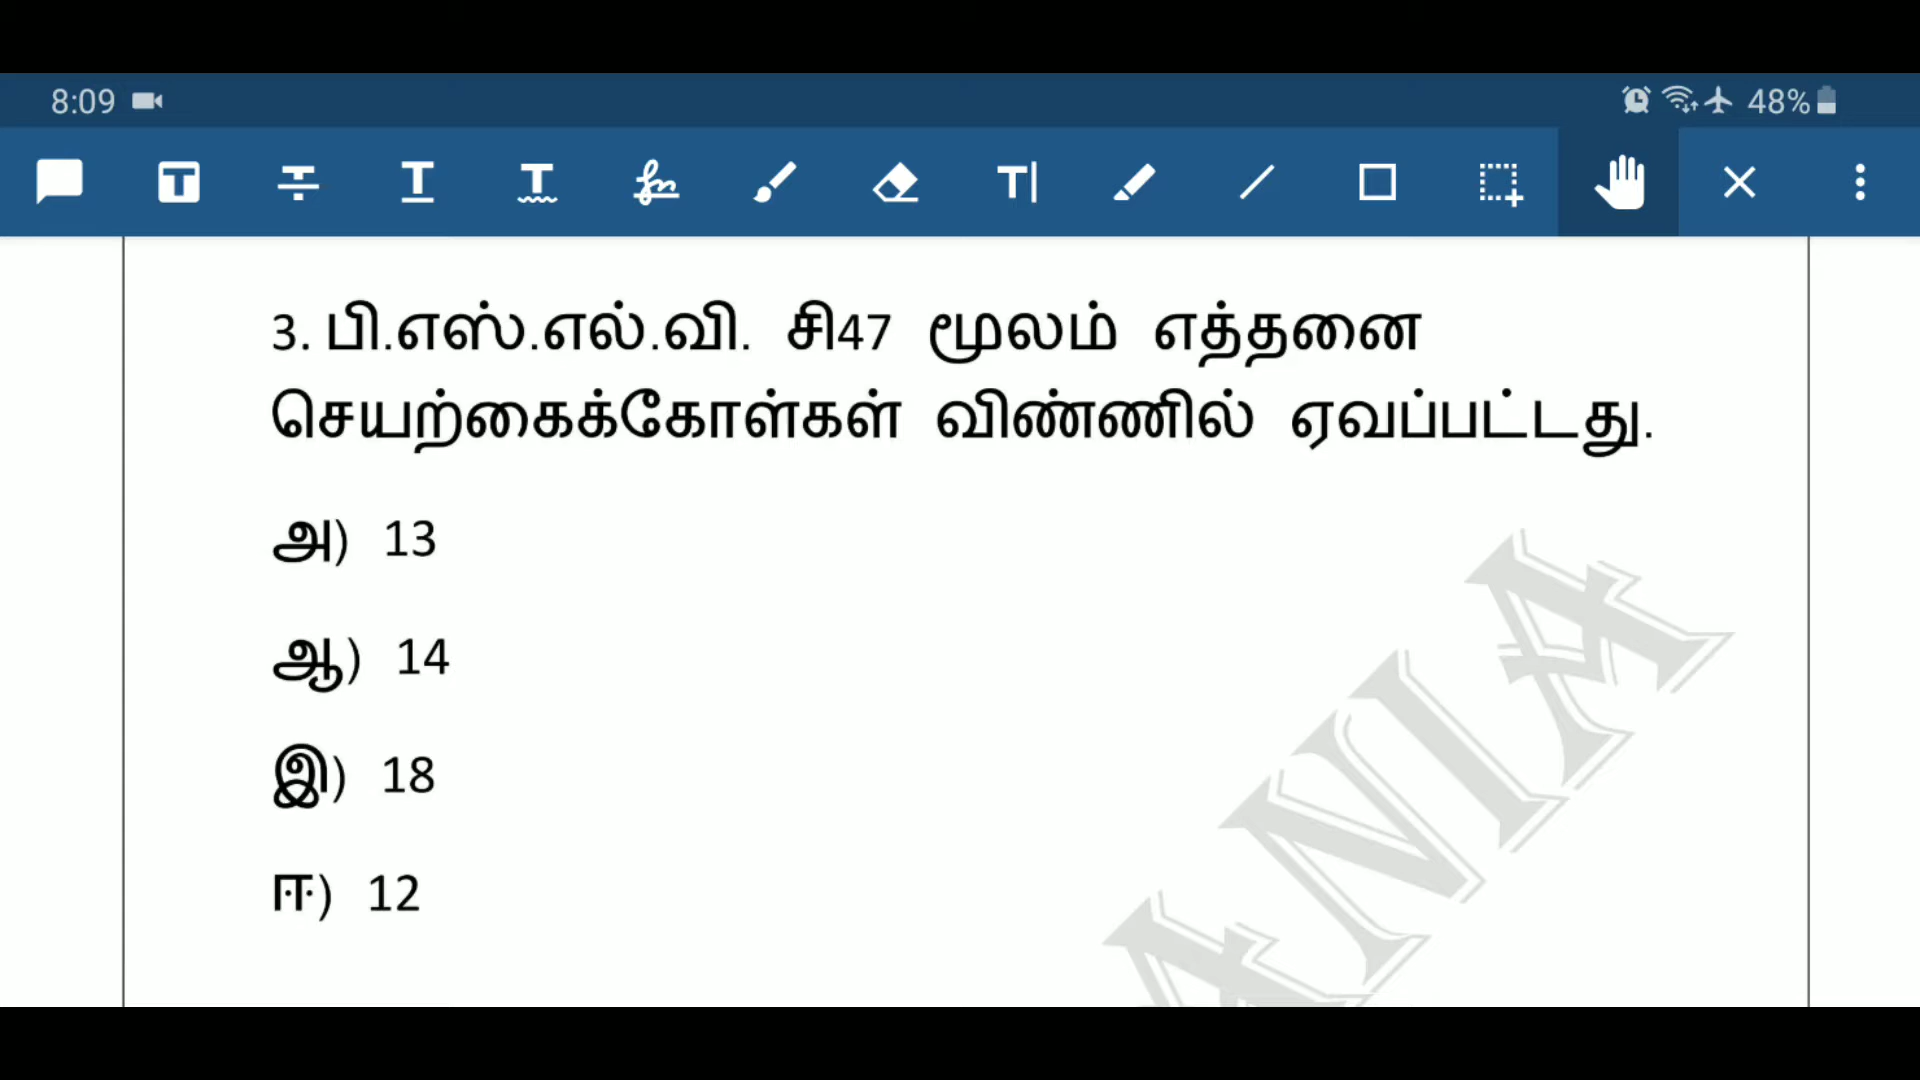 8:09 48%
3. பி.எஸ்.எல்.வி. சி47 மூலம் எத்தனை
செயற்கைக்கோள்கள் விண்ணில் ஏவப்பட்டது.
அ) 13
ஆ) 14
இ) 18
ஈ) 12
ANIA